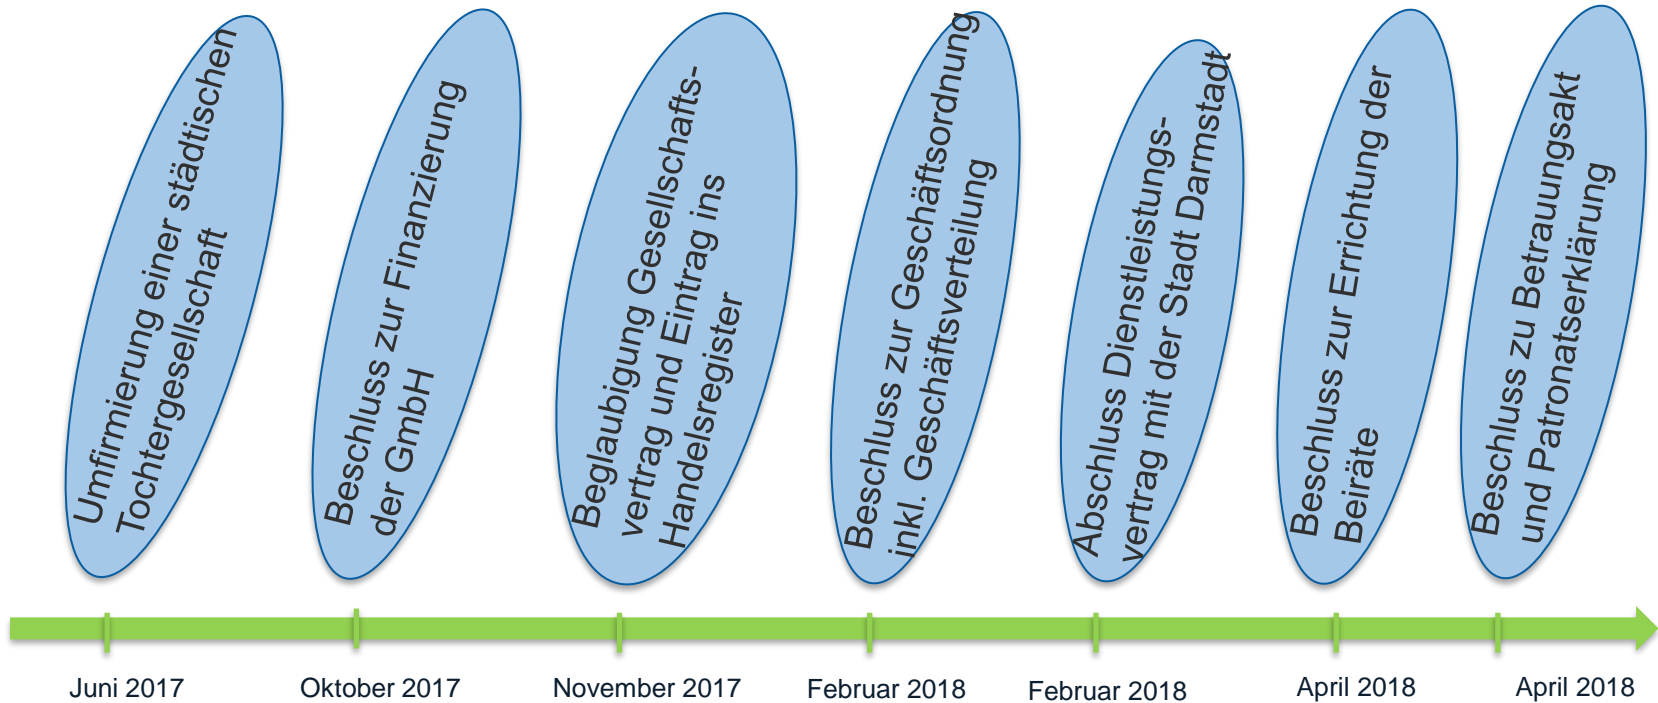 Umfirmierung einer städtischen
Tochtergesellschaft
Beschluss zur Finanzierung
der GmbH
Beglaubigung Gesellschafts-
vertrag und Eintrag ins
Handelsregister
Beschluss zur Geschäftsordnung
inkl. Geschäftsverteilung
Abschluss Dienstleistungs-
vertrag mit der Stadt Darmstadt
Beschluss zur Errichtung der
Beiräte
Beschluss zu Betrauungsakt
und Patronatserklärung
Juni 2017
Oktober 2017
November 2017
Februar 2018
Februar 2018
April 2018
April 2018